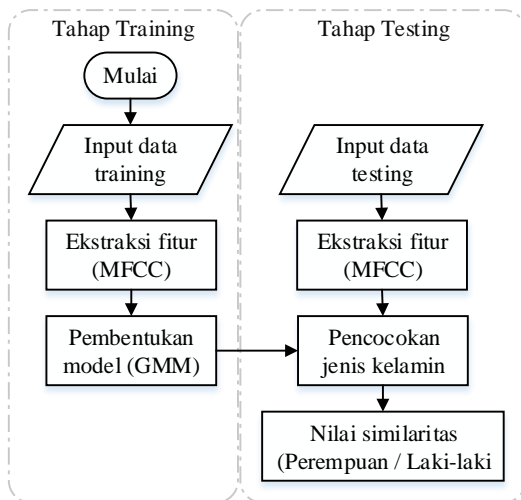 Tahap Training
Mulai
Input data
training
Ekstraksi fitur
(MFCC)
Pembentukan
model (GMM)
Tahap Testing
Input data
testing
Ekstraksi fitur
(MFCC)
Pencocokan
jenis kelamin
Nilai similaritas
(Perempuan / Laki-laki